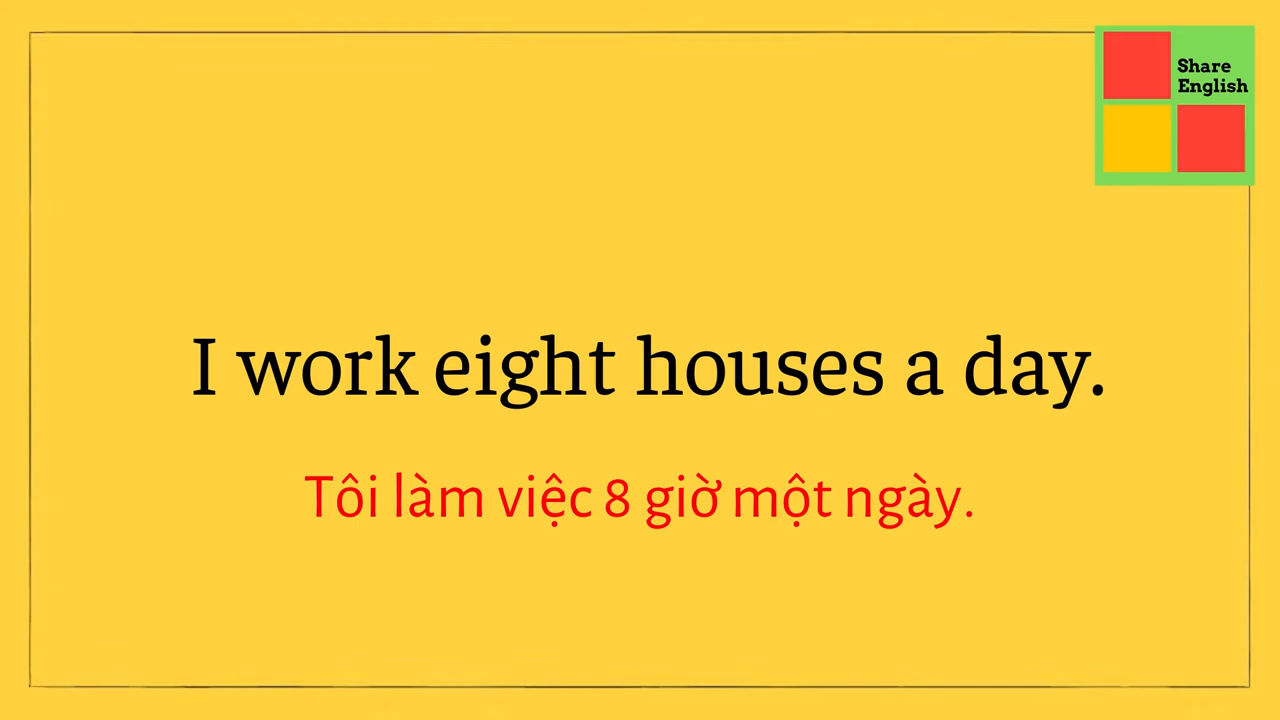 Share
English
I work eight houses a day.
Tôi làm việc 8 giờ một ngày.